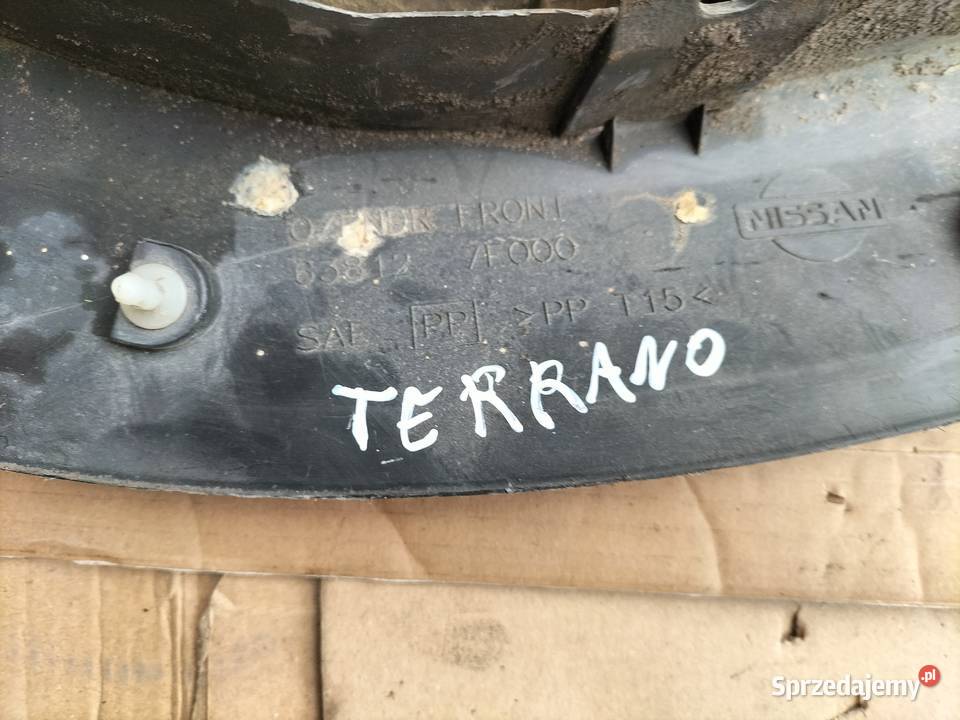 O/FNDR FRONT
NISSAN
63812 7F000
SAE PP >PP T15<
TERRANO
Sprzedajemy.pl